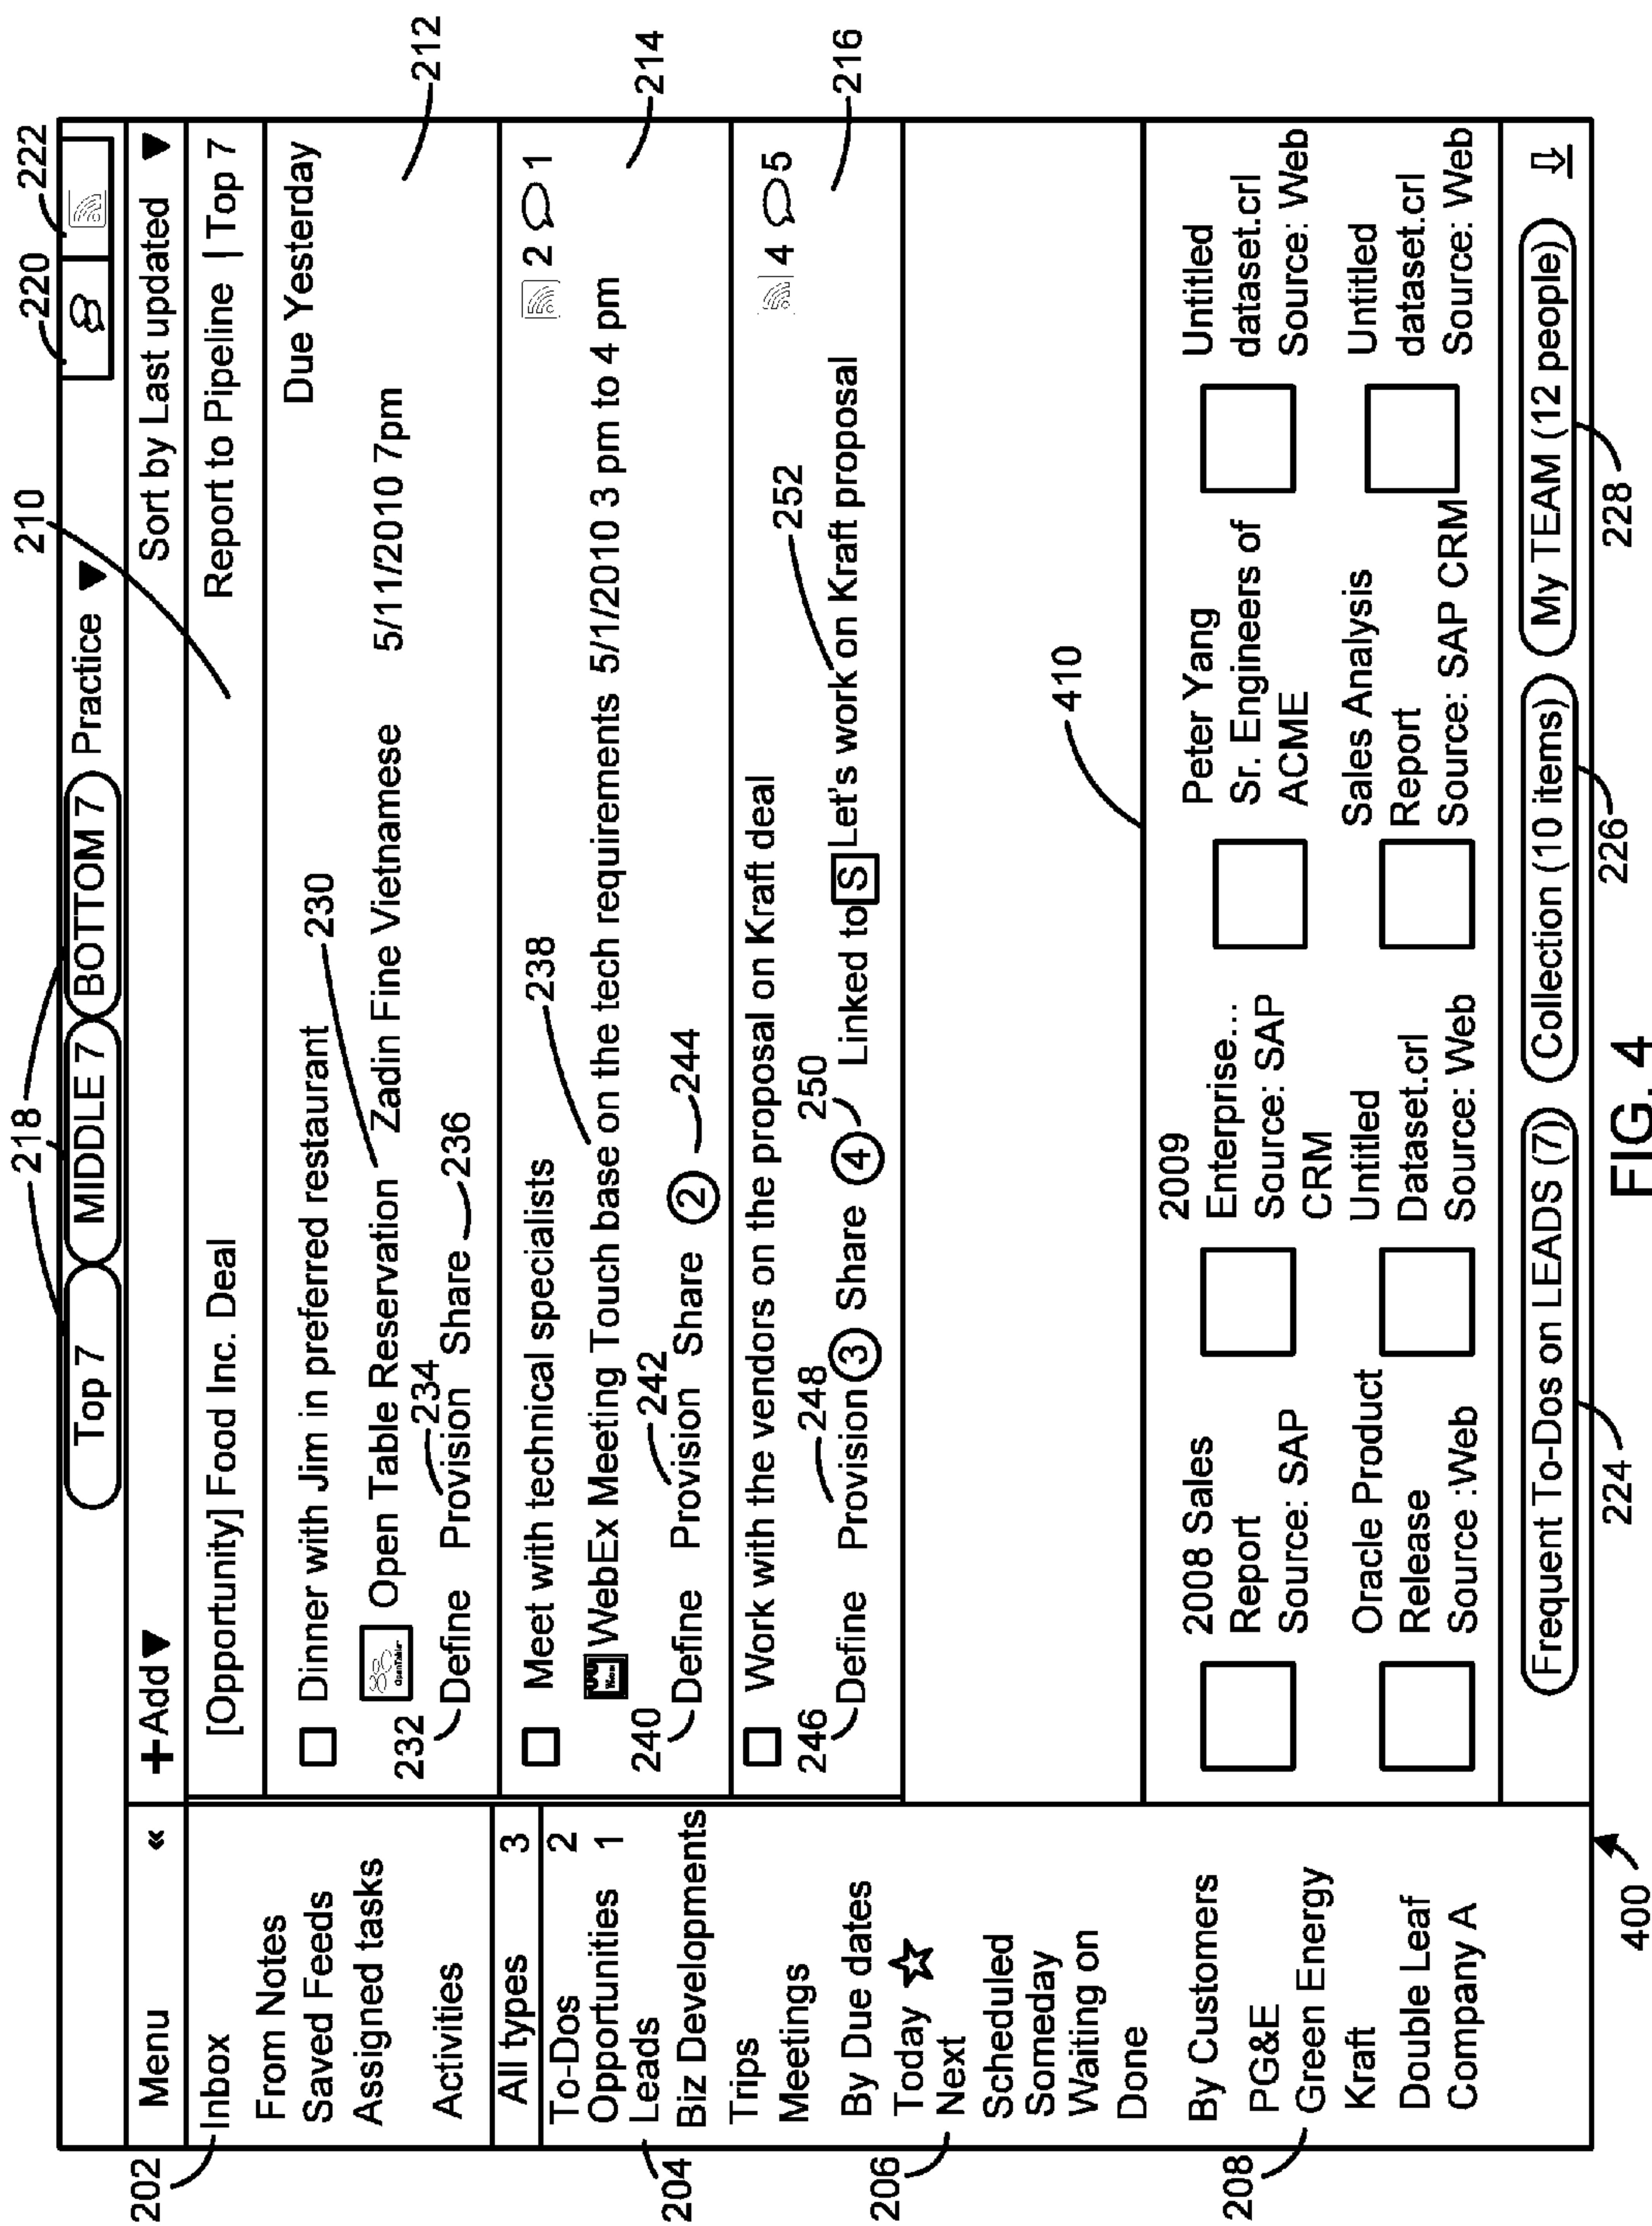 218
210
220
222
Top 7 MIDDLE 7 BOTTOM 7 Practice
Menu «
+Add Sort by Last updated
202
Inbox
From Notes
Saved Feeds
Assigned tasks
Activities
All types 3
To-Dos 2
Opportunities 1
Leads
Biz Developments
Trips
Meetings
204
By Due dates
Today
Next
Scheduled
Someday
Waiting on
Done
206
By Customers
PG&E
Green Energy
Kraft
Double Leaf
Company A
208
[Opportunity] Food Inc. Deal Report to Pipeline | Top 7
Dinner with Jim in preferred restaurant 230 Due Yesterday
OpenTable Open Table Reservation Zadin Fine Vietnamese 5/11/2010 7pm
232 234 236 212
Define Provision Share
Meet with technical specialists 238 2 1
WebEx Meeting Touch base on the tech requirements 5/1/2010 3 pm to 4 pm
240 242 244 214
Define Provision Share 2
Work with the vendors on the proposal on Kraft deal 252 4 5
246 248 250 216
Define Provision 3 Share 4 Linked to S Let's work on Kraft proposal
410
2008 Sales
Report
Source: SAP
2009
Enterprise...
Source: SAP
CRM
Peter Yang
Sr. Engineers of
ACME
Untitled
dataset.crl
Source: Web
Oracle Product
Release
Source :Web
Untitled
Dataset.crl
Source: Web
Sales Analysis
Report
Source: SAP CRM
Untitled
dataset.crl
Source: Web
Frequent To-Dos on LEADS (7) Collection (10 items) My TEAM (12 people)
400
224
226
228
FIG. 4